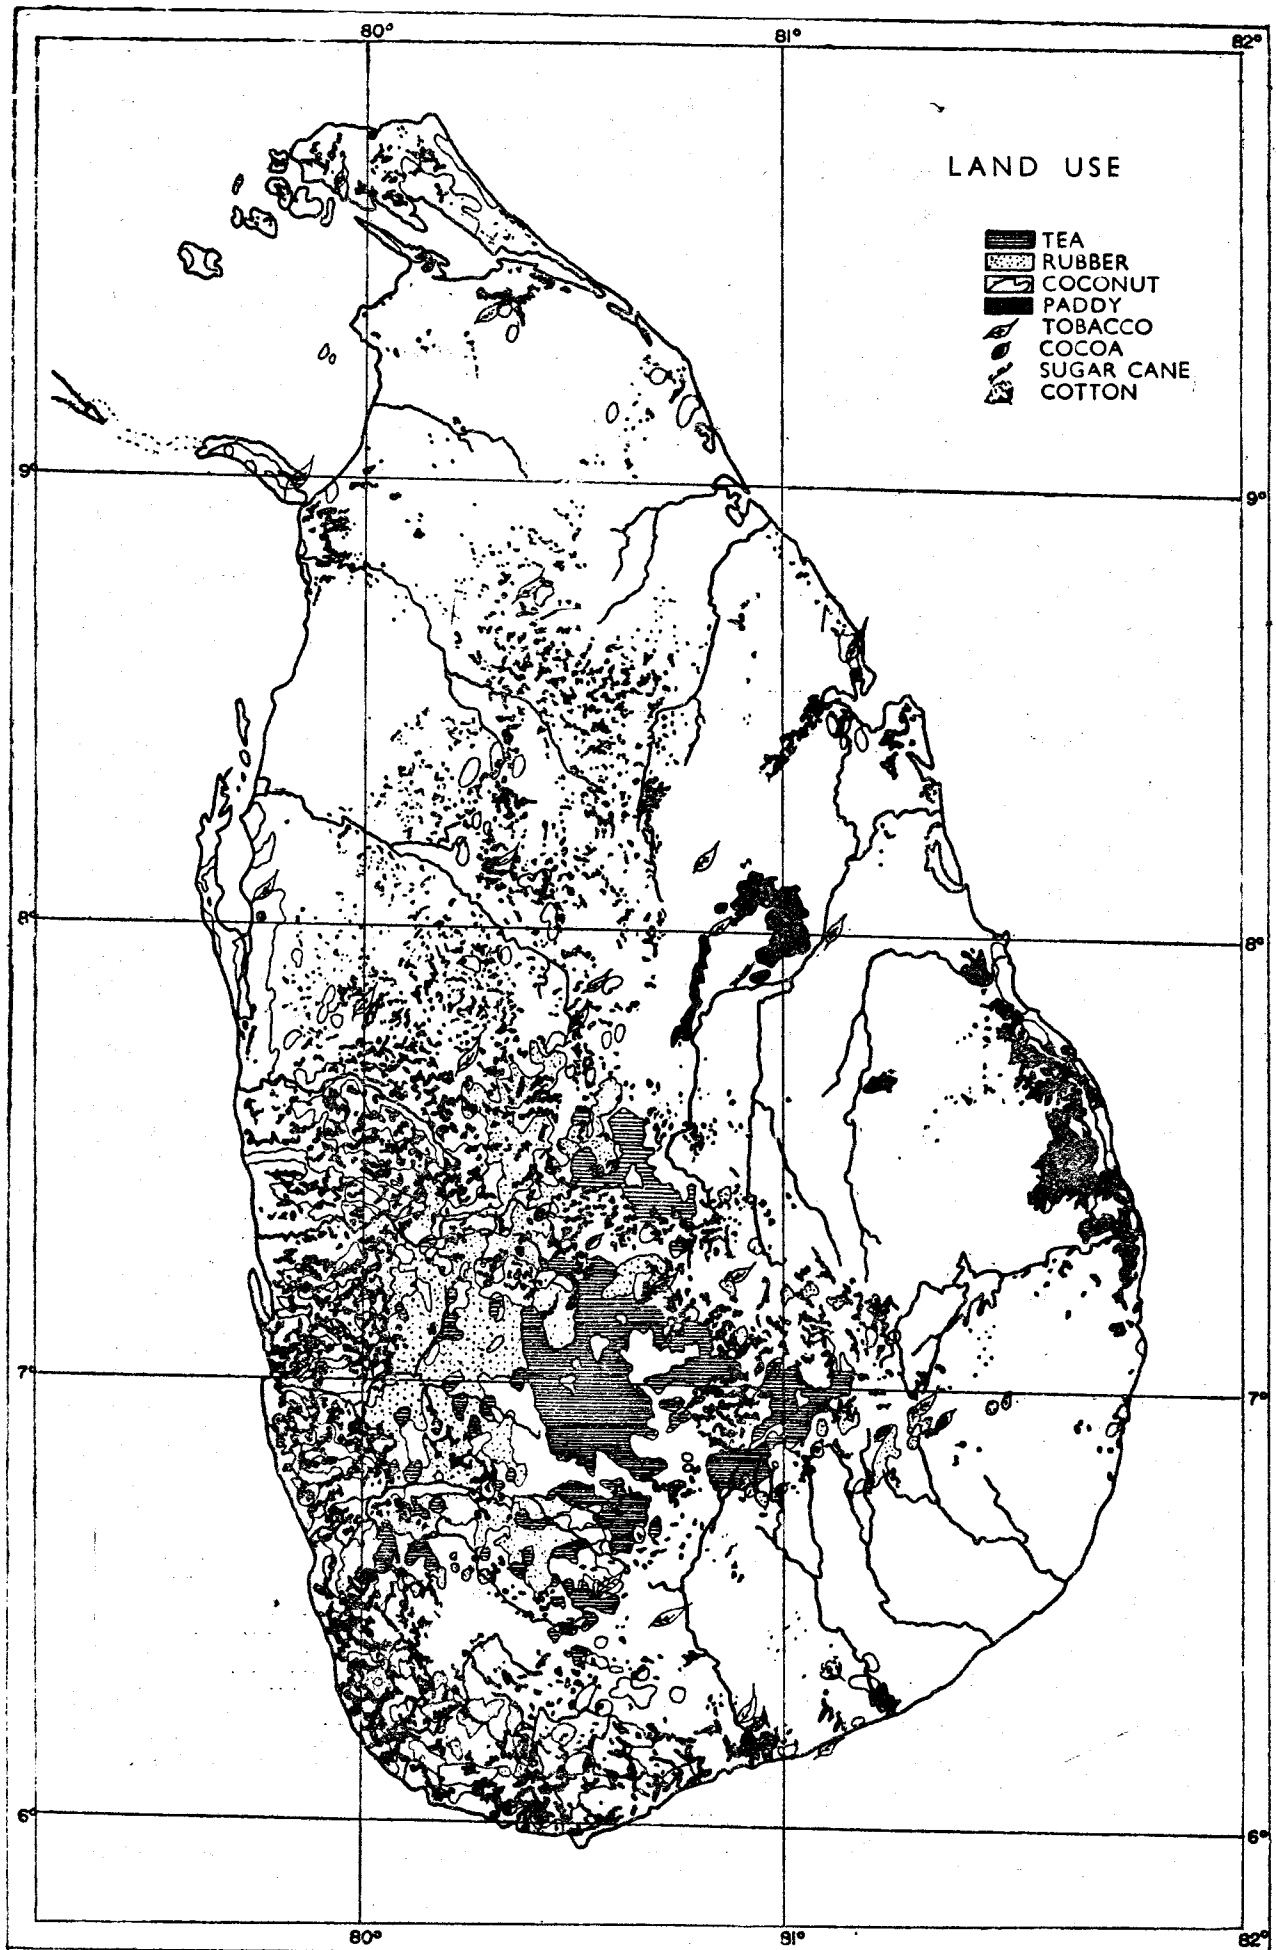 80° 81° 82°
LAND USE
TEA
RUBBER
COCONUT
PADDY
TOBACCO
COCOA
SUGAR CANE
COTTON
9° 9°
8° 8°
7° 7°
6° 6°
80° 81° 82°